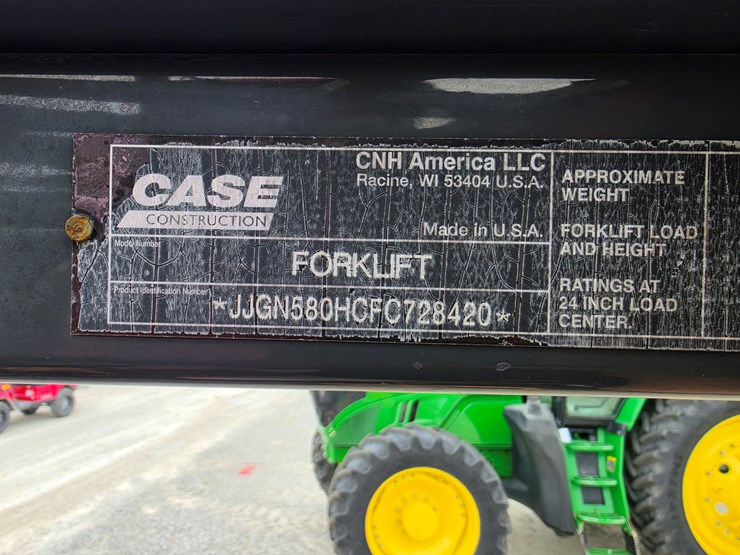 CASE
CONSTRUCTION
CNH America LLC
Racine, WI 53404 U.S.A.
Made in U.S.A.
Model Number
FORKLIFT
Product Identification Number
*JJGN580HCFC728420*
APPROXIMATE
WEIGHT
FORKLIFT LOAD
AND HEIGHT
RATINGS AT
24 INCH LOAD
CENTER.